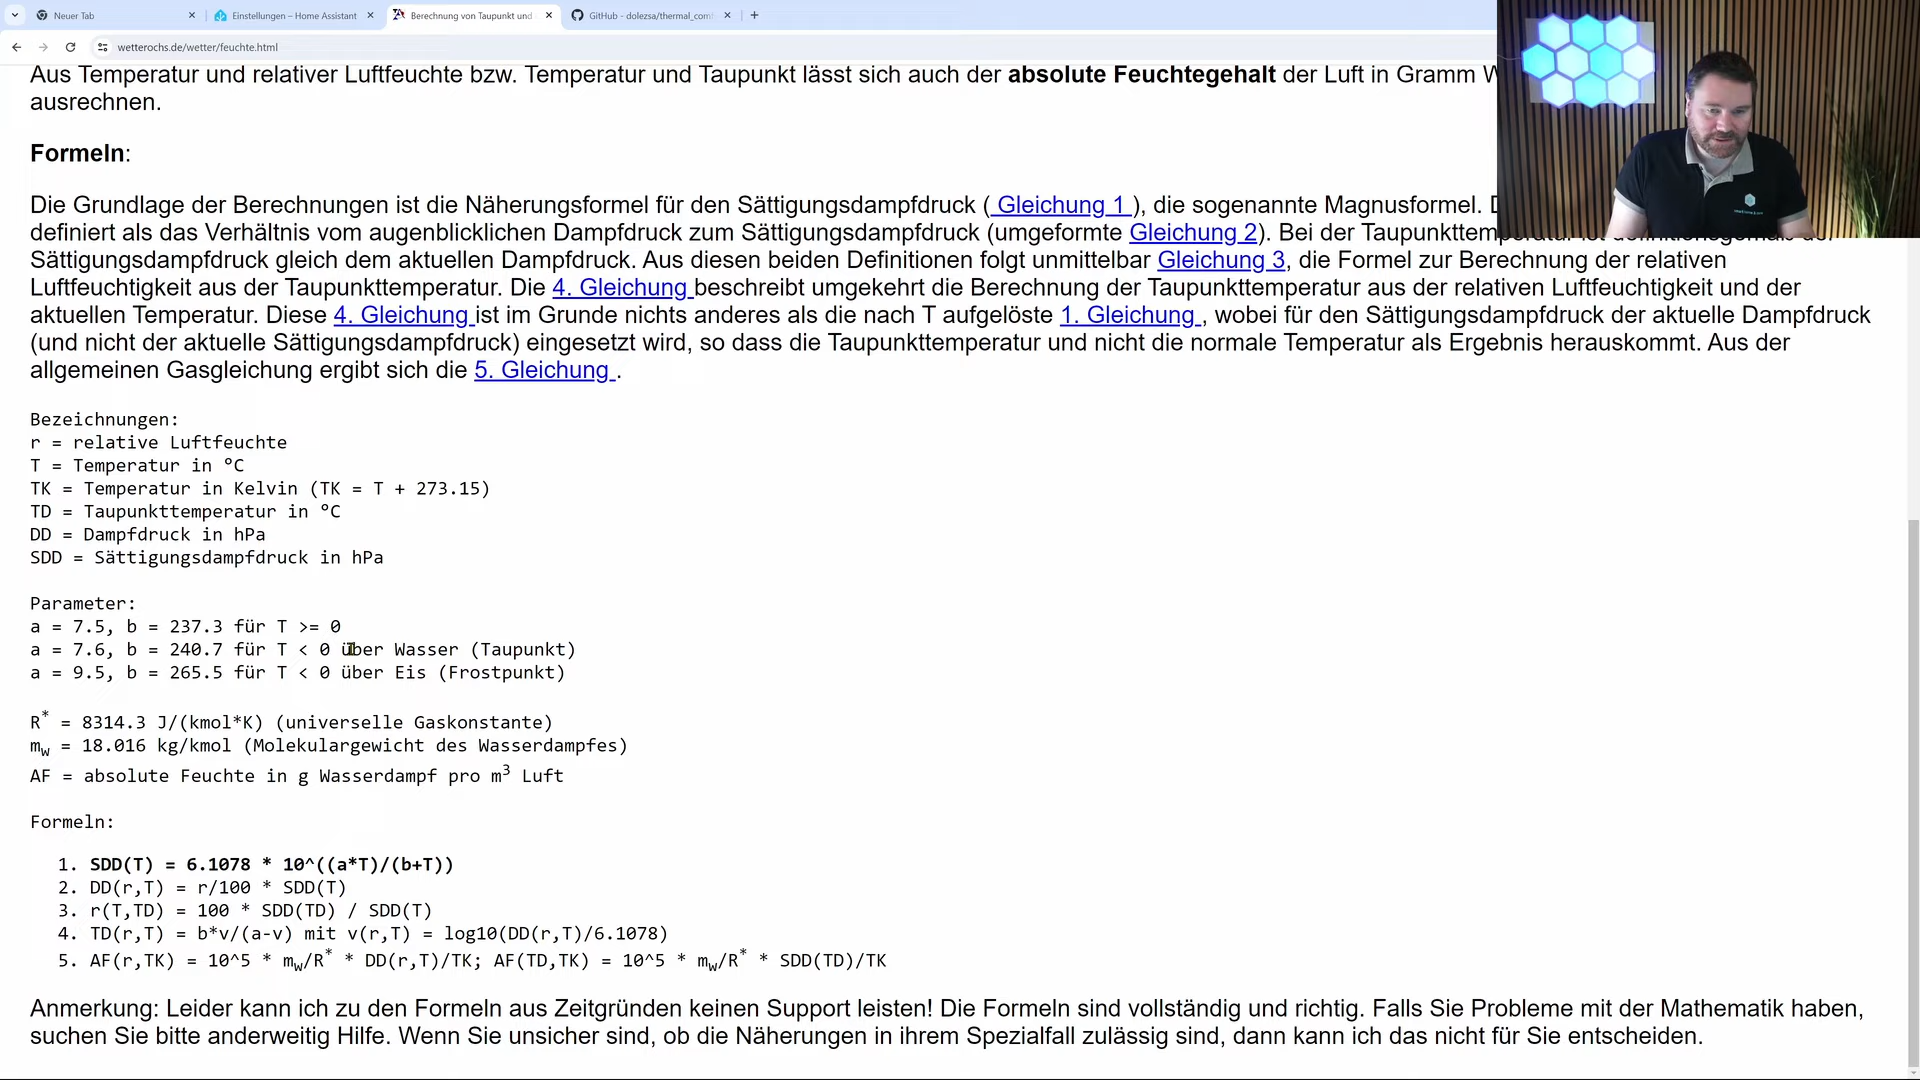 Neuer Tab
Einstellungen – Home Assistant
Berechnung von Taupunkt und
GitHub - dolezsa/thermal_com
wetterochs.de/wetter/feuchte.html
Aus Temperatur und relativer Luftfeuchte bzw. Temperatur und Taupunkt lässt sich auch der absolute Feuchtegehalt der Luft in Gramm W
ausrechnen.
Formeln:
Die Grundlage der Berechnungen ist die Näherungsformel für den Sättigungsdampfdruck ( Gleichung 1 ), die sogenannte Magnusformel.
definiert als das Verhältnis vom augenblicklichen Dampfdruck zum Sättigungsdampfdruck (umgeformte Gleichung 2). Bei der Taupunkttemperatur ist definitionsgemäß der
Sättigungsdampfdruck gleich dem aktuellen Dampfdruck. Aus diesen beiden Definitionen folgt unmittelbar Gleichung 3, die Formel zur Berechnung der relativen
Luftfeuchtigkeit aus der Taupunkttemperatur. Die 4. Gleichung beschreibt umgekehrt die Berechnung der Taupunkttemperatur aus der relativen Luftfeuchtigkeit und der
aktuellen Temperatur. Diese 4. Gleichung ist im Grunde nichts anderes als die nach T aufgelöste 1. Gleichung , wobei für den Sättigungsdampfdruck der aktuelle Dampfdruck
(und nicht der aktuelle Sättigungsdampfdruck) eingesetzt wird, so dass die Taupunkttemperatur und nicht die normale Temperatur als Ergebnis herauskommt. Aus der
allgemeinen Gasgleichung ergibt sich die 5. Gleichung .
Bezeichnungen:
r = relative Luftfeuchte
T = Temperatur in °C
TK = Temperatur in Kelvin (TK = T + 273.15)
TD = Taupunkttemperatur in °C
DD = Dampfdruck in hPa
SDD = Sättigungsdampfdruck in hPa
Parameter:
a = 7.5, b = 237.3 für T >= 0
a = 7.6, b = 240.7 für T < 0 über Wasser (Taupunkt)
a = 9.5, b = 265.5 für T < 0 über Eis (Frostpunkt)
R* = 8314.3 J/(kmol*K) (universelle Gaskonstante)
mw = 18.016 kg/kmol (Molekulargewicht des Wasserdampfes)
AF = absolute Feuchte in g Wasserdampf pro m3 Luft
Formeln:
1. SDD(T) = 6.1078 * 10^((a*T)/(b+T))
2. DD(r,T) = r/100 * SDD(T)
3. r(T,TD) = 100 * SDD(TD) / SDD(T)
4. TD(r,T) = b*v/(a-v) mit v(r,T) = log10(DD(r,T)/6.1078)
5. AF(r,TK) = 10^5 * mw/R* * DD(r,T)/TK; AF(TD,TK) = 10^5 * mw/R* * SDD(TD)/TK
Anmerkung: Leider kann ich zu den Formeln aus Zeitgründen keinen Support leisten! Die Formeln sind vollständig und richtig. Falls Sie Probleme mit der Mathematik haben,
suchen Sie bitte anderweitig Hilfe. Wenn Sie unsicher sind, ob die Näherungen in ihrem Spezialfall zulässig sind, dann kann ich das nicht für Sie entscheiden.